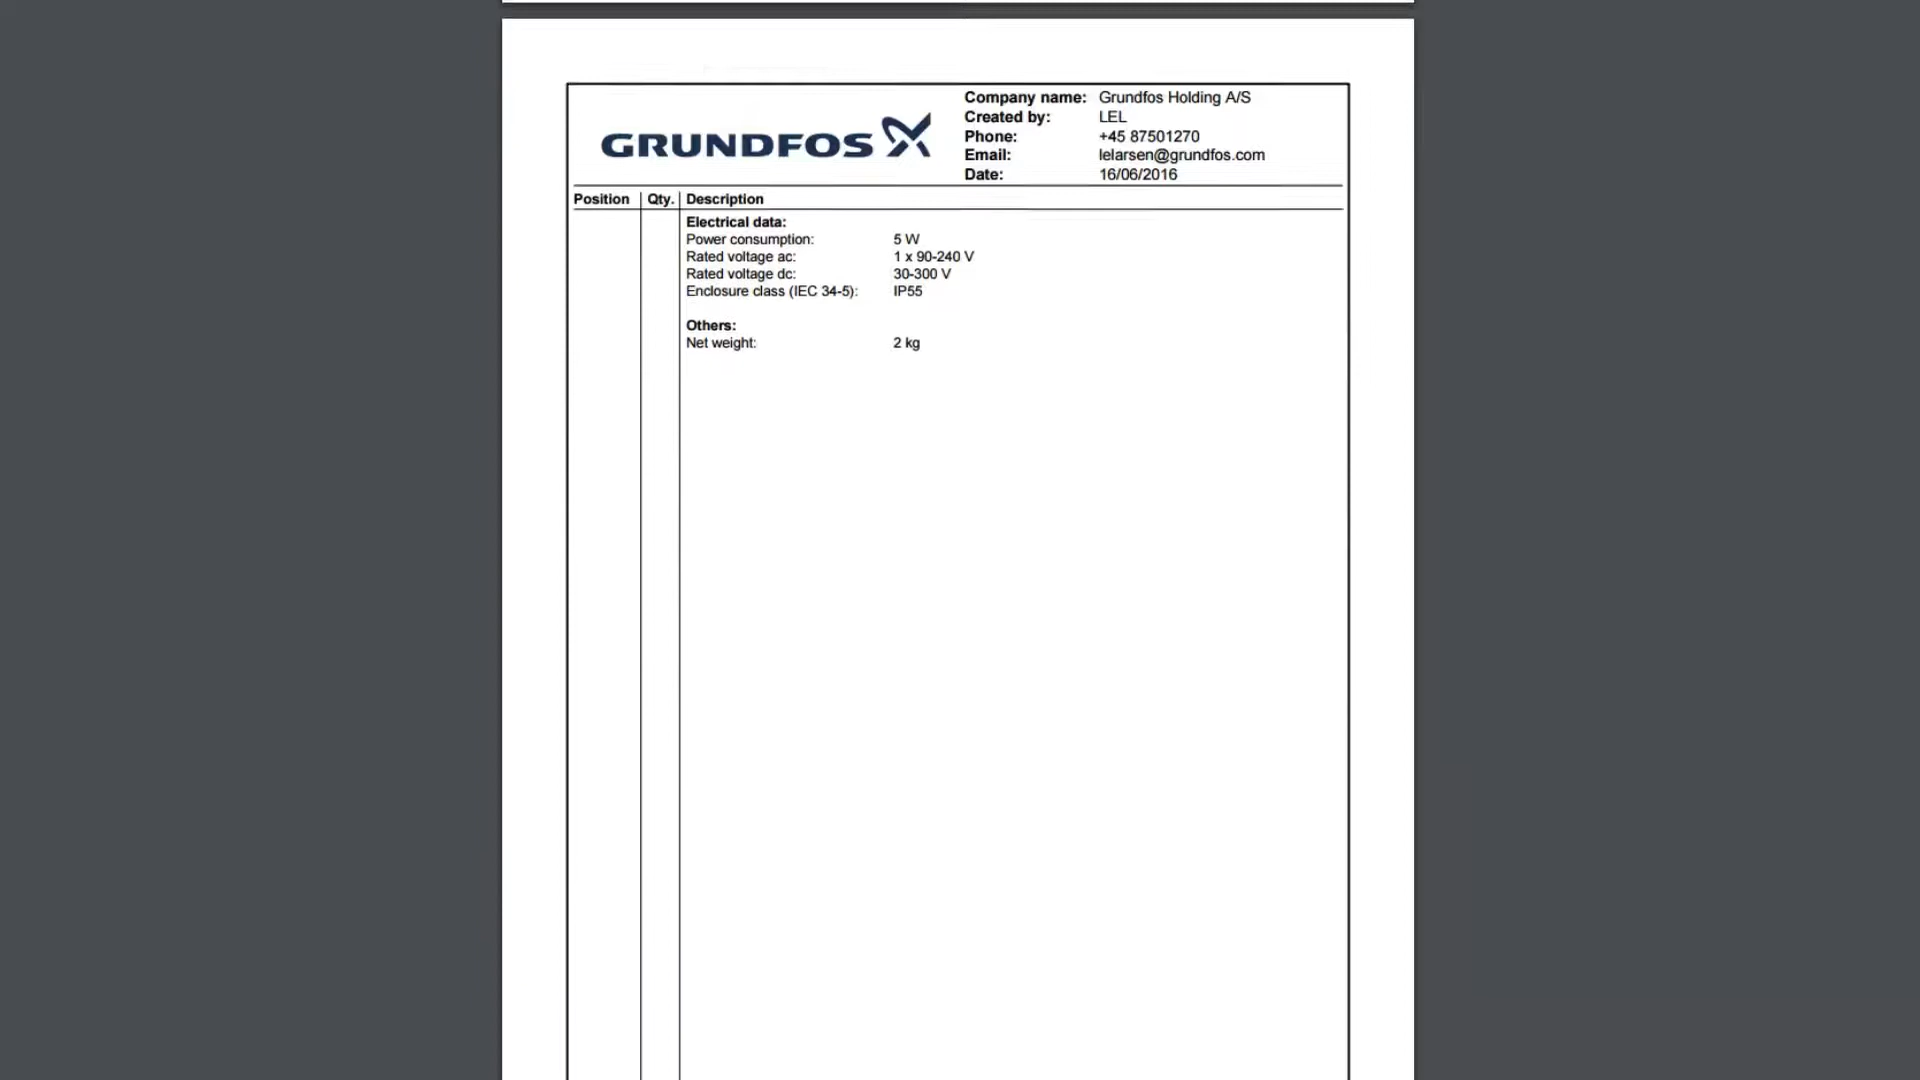 GRUNDFOS
Company name: Grundfos Holding A/S
Created by: LEL
Phone: +45 87501270
Email: lelarsen@grundfos.com
Date: 16/06/2016
Position Qty. Description
Electrical data:
Power consumption: 5 W
Rated voltage ac: 1 x 90-240 V
Rated voltage dc: 30-300 V
Enclosure class (IEC 34-5): IP55
Others:
Net weight: 2 kg